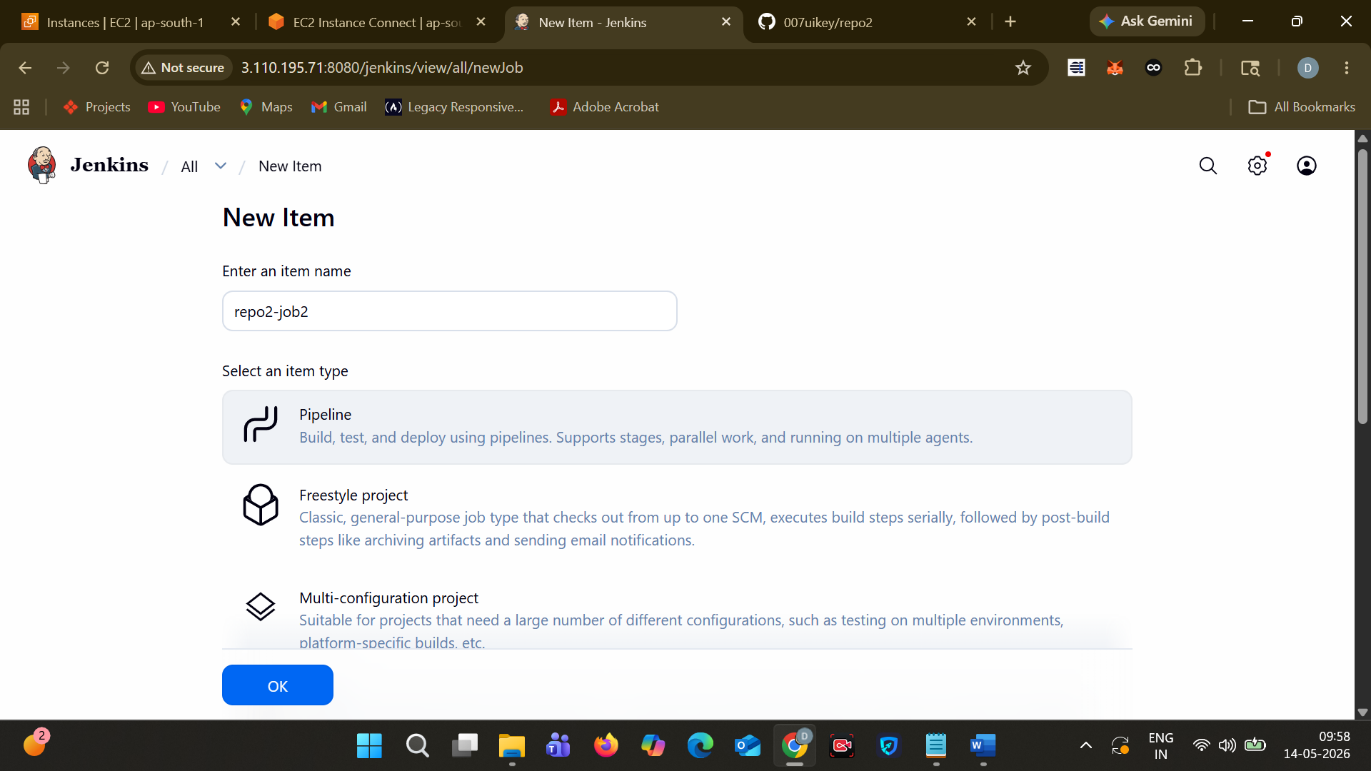 Instances | EC2 | ap-south-1
EC2 Instance Connect | ap-sou
New Item - Jenkins
007uikey/repo2
Ask Gemini
Not secure
3.110.195.71:8080/jenkins/view/all/newJob
D
Projects
YouTube
Maps
Gmail
Legacy Responsive...
Adobe Acrobat
All Bookmarks
Jenkins / All / New Item
New Item
Enter an item name
repo2-job2
Select an item type
Pipeline
Build, test, and deploy using pipelines. Supports stages, parallel work, and running on multiple agents.
Freestyle project
Classic, general-purpose job type that checks out from up to one SCM, executes build steps serially, followed by post-build
steps like archiving artifacts and sending email notifications.
Multi-configuration project
Suitable for projects that need a large number of different configurations, such as testing on multiple environments,
platform-specific builds, etc.
OK
2
D
ENG
IN
09:58
14-05-2026